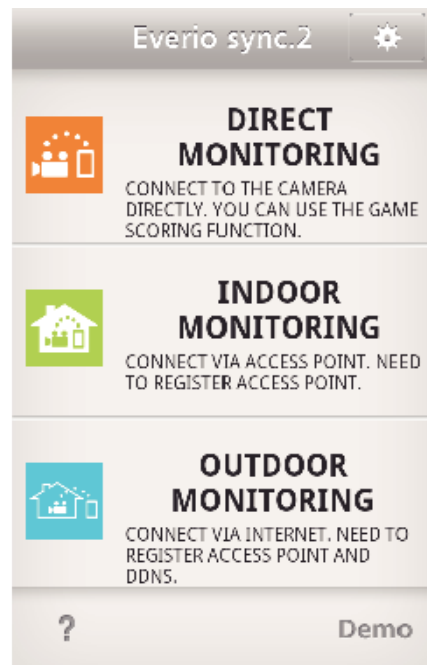 Everio sync.2
DIRECT
MONITORING
CONNECT TO THE CAMERA
DIRECTLY. YOU CAN USE THE GAME
SCORING FUNCTION.
INDOOR
MONITORING
CONNECT VIA ACCESS POINT. NEED
TO REGISTER ACCESS POINT.
OUTDOOR
MONITORING
CONNECT VIA INTERNET. NEED TO
REGISTER ACCESS POINT AND
DDNS.
? Demo